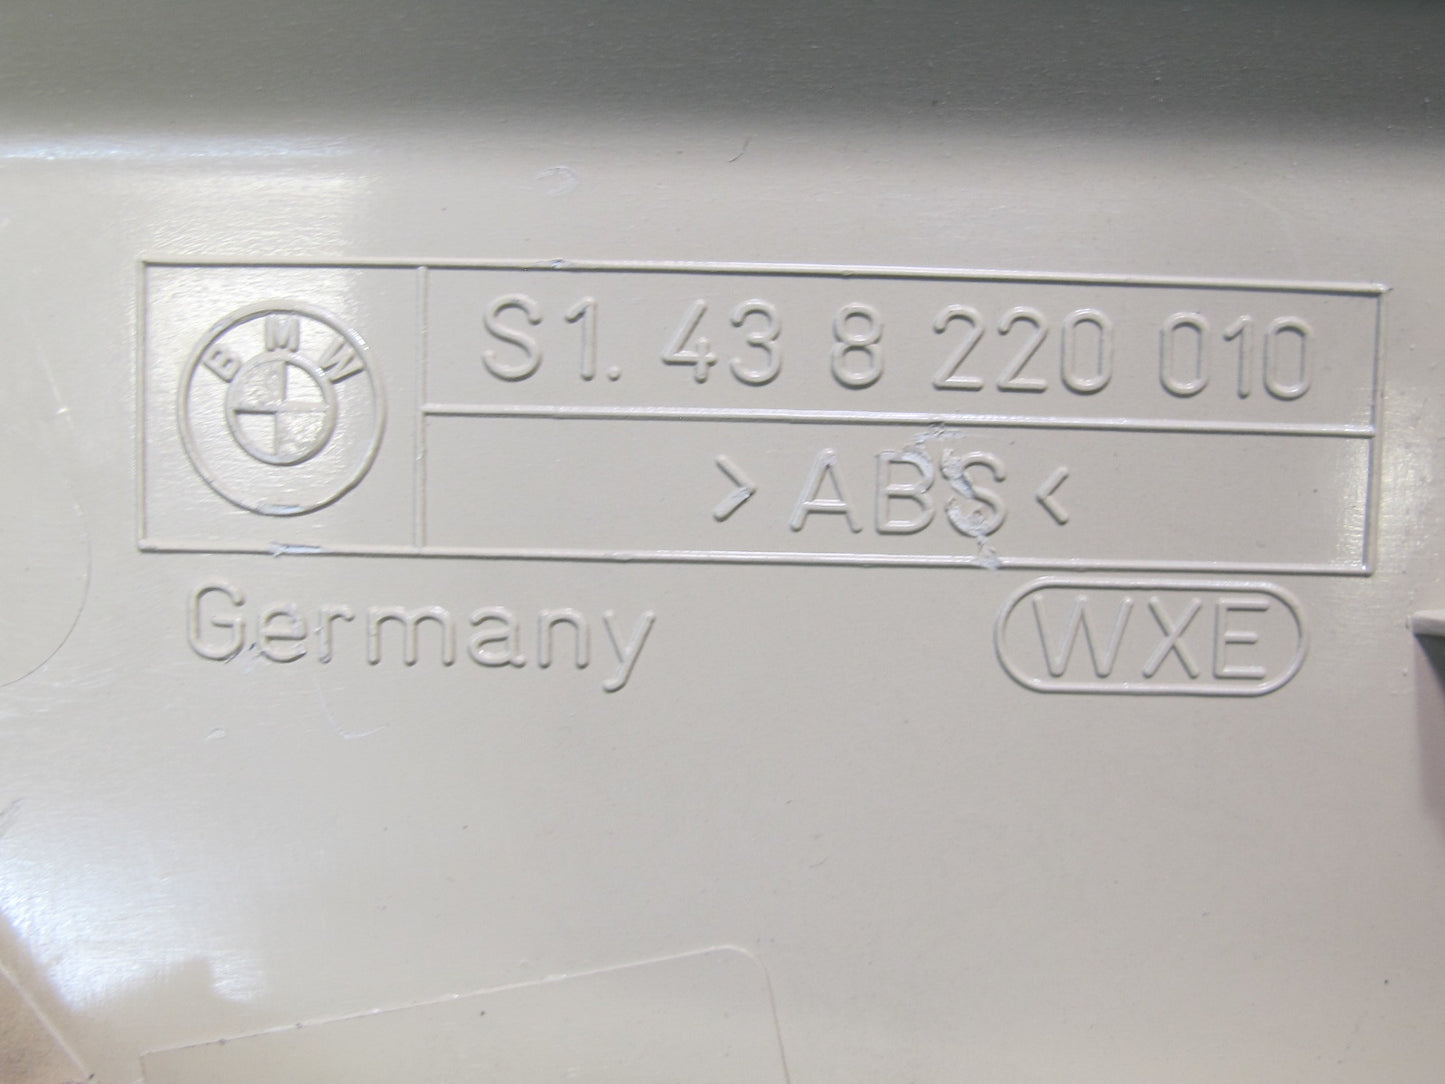 BMW
S1. 43 8 220 010
>ABS<
Germany
WXE